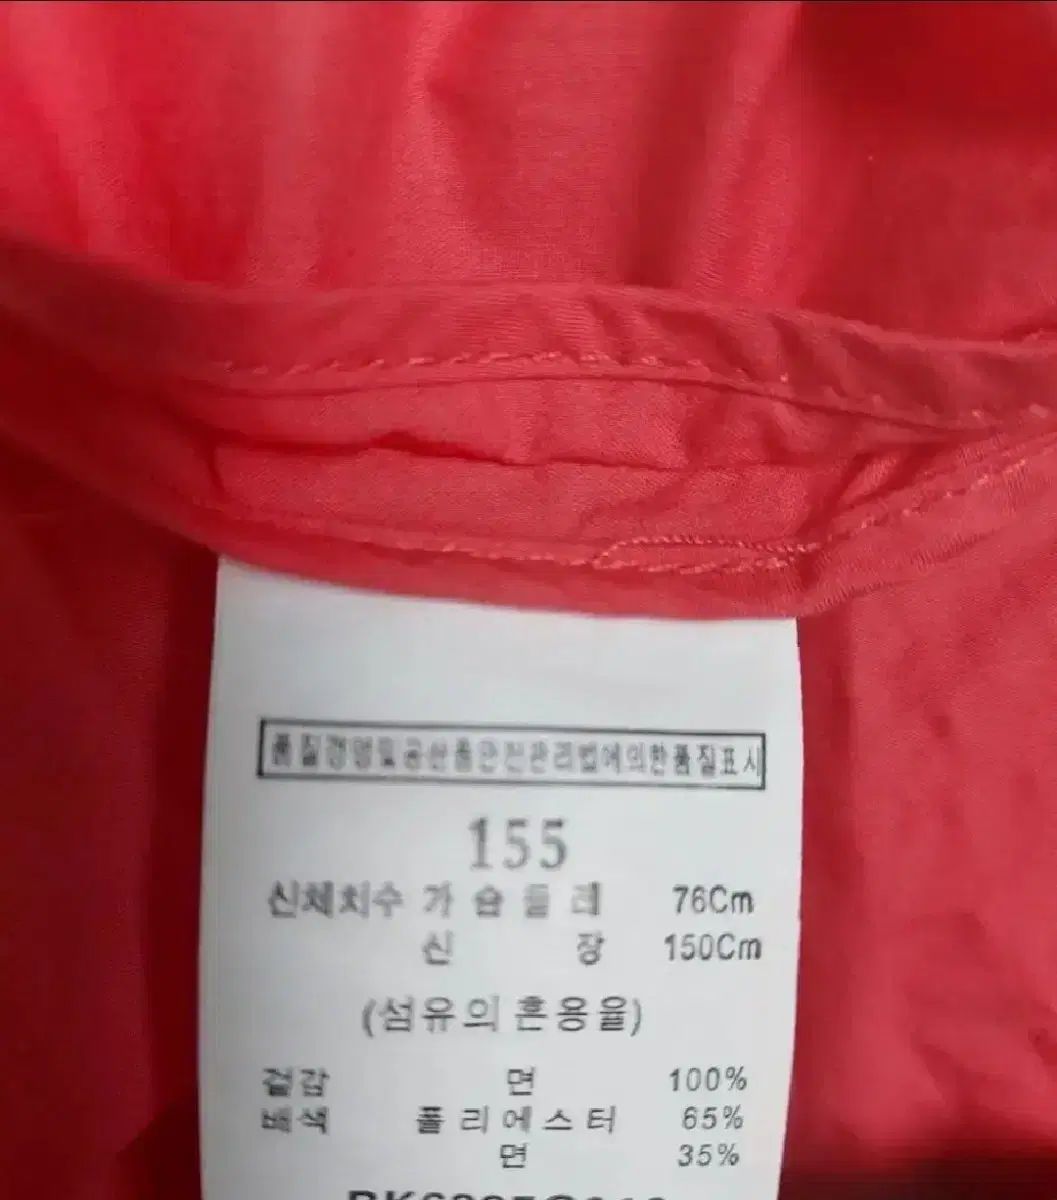 품질경영및공산품안전관리법에의한품질표시
155
신체치수 가 슴 둘 레 76Cm
신 장 150Cm
(섬유의 혼용율)
겉감 면 100%
배색 폴 리 에 스 터 65%
면 35%